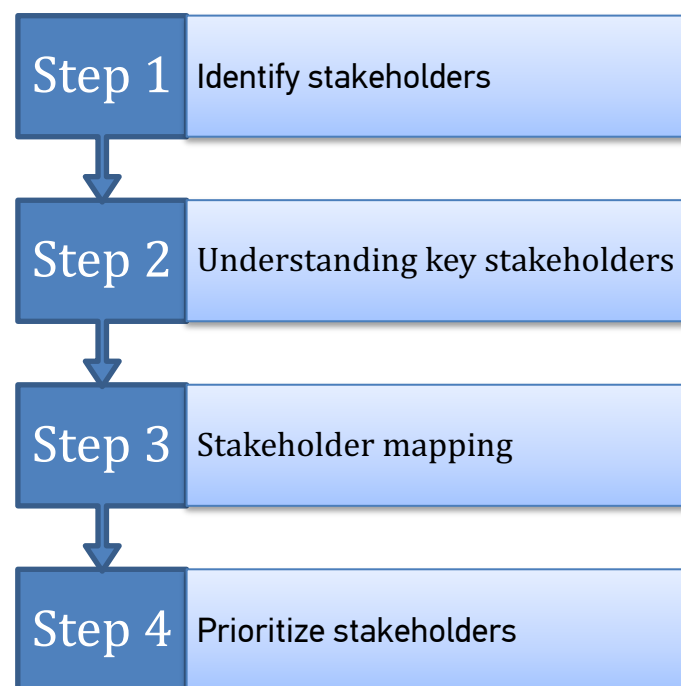 Step 1 Identify stakeholders
Step 2 Understanding key stakeholders
Step 3 Stakeholder mapping
Step 4 Prioritize stakeholders